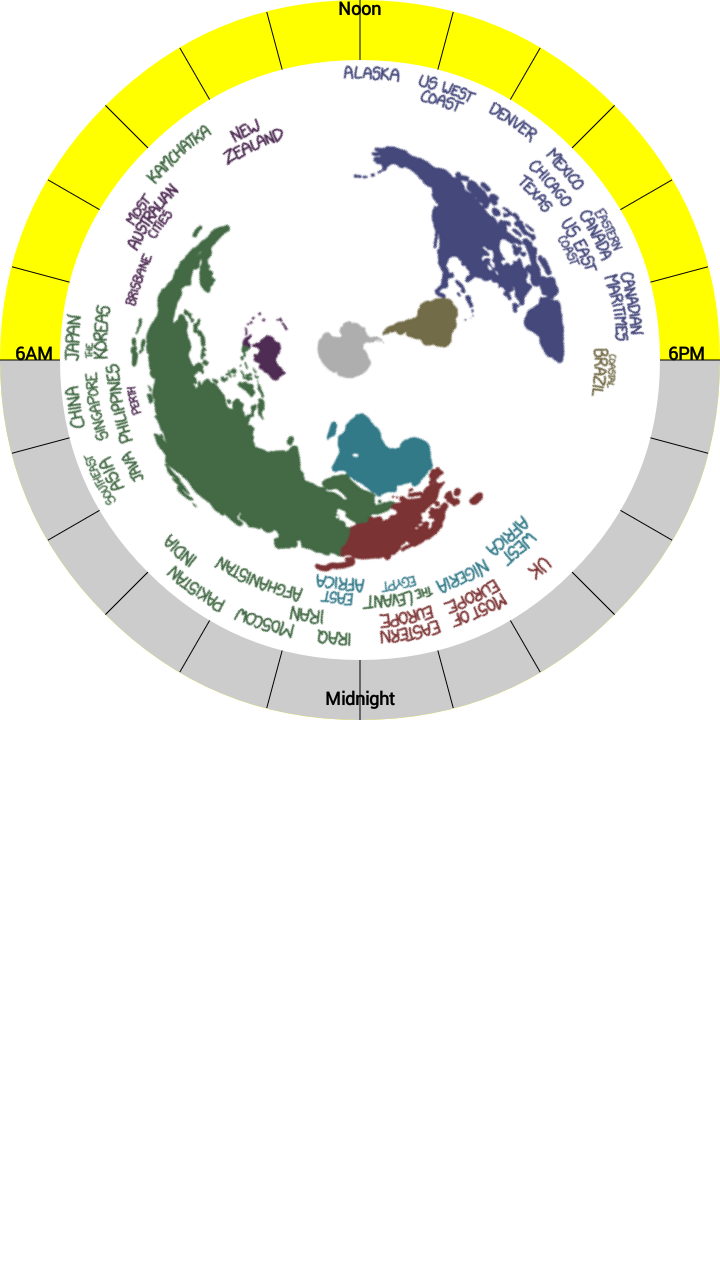 Noon
ALASKA
US WEST
COAST
DENVER
MEXICO
CHICAGO
TEXAS
EASTERN
CANADA
US EAST
COAST
CANADIAN
MARITIMES
6PM
COASTAL
BRAZIL
UK
WEST
AFRICA
NIGERIA
MOST OF
EUROPE
EGYPT
THE LEVANT
EASTERN
EUROPE
Midnight
EAST
AFRICA
IRAQ
IRAN
MOSCOW
AFGHANISTAN
PAKISTAN
INDIA
SOUTHEAST
ASIA
JAVA
CHINA
SINGAPORE
PHILIPPINES
PERTH
6AM
JAPAN
THE
KOREAS
BRISBANE
MOST
AUSTRALIAN
CITIES
KAMCHATKA
NEW
ZEALAND